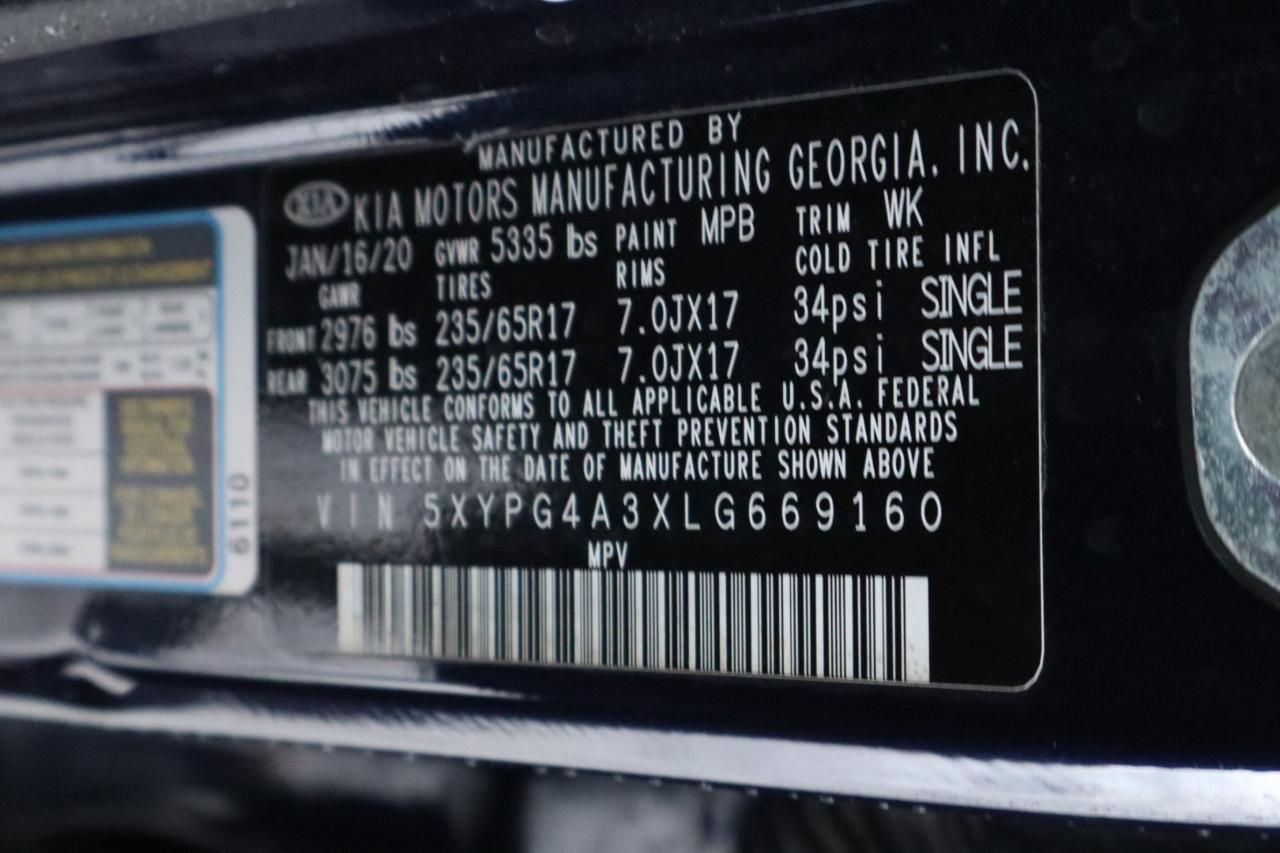 MANUFACTURED BY
KIA KIA MOTORS MANUFACTURING GEORGIA, INC.
JAN/16/20 GVWR 5335 lbs PAINT MPB TRIM WK
GAWR TIRES RIMS COLD TIRE INFL
FRONT 2976 lbs 235/65R17 7.0JX17 34psi SINGLE
REAR 3075 lbs 235/65R17 7.0JX17 34psi SINGLE
THIS VEHICLE CONFORMS TO ALL APPLICABLE U.S.A. FEDERAL
MOTOR VEHICLE SAFETY AND THEFT PREVENTION STANDARDS
IN EFFECT ON THE DATE OF MANUFACTURE SHOWN ABOVE
VIN 5XYPG4A3XLG669160
MPV
6110